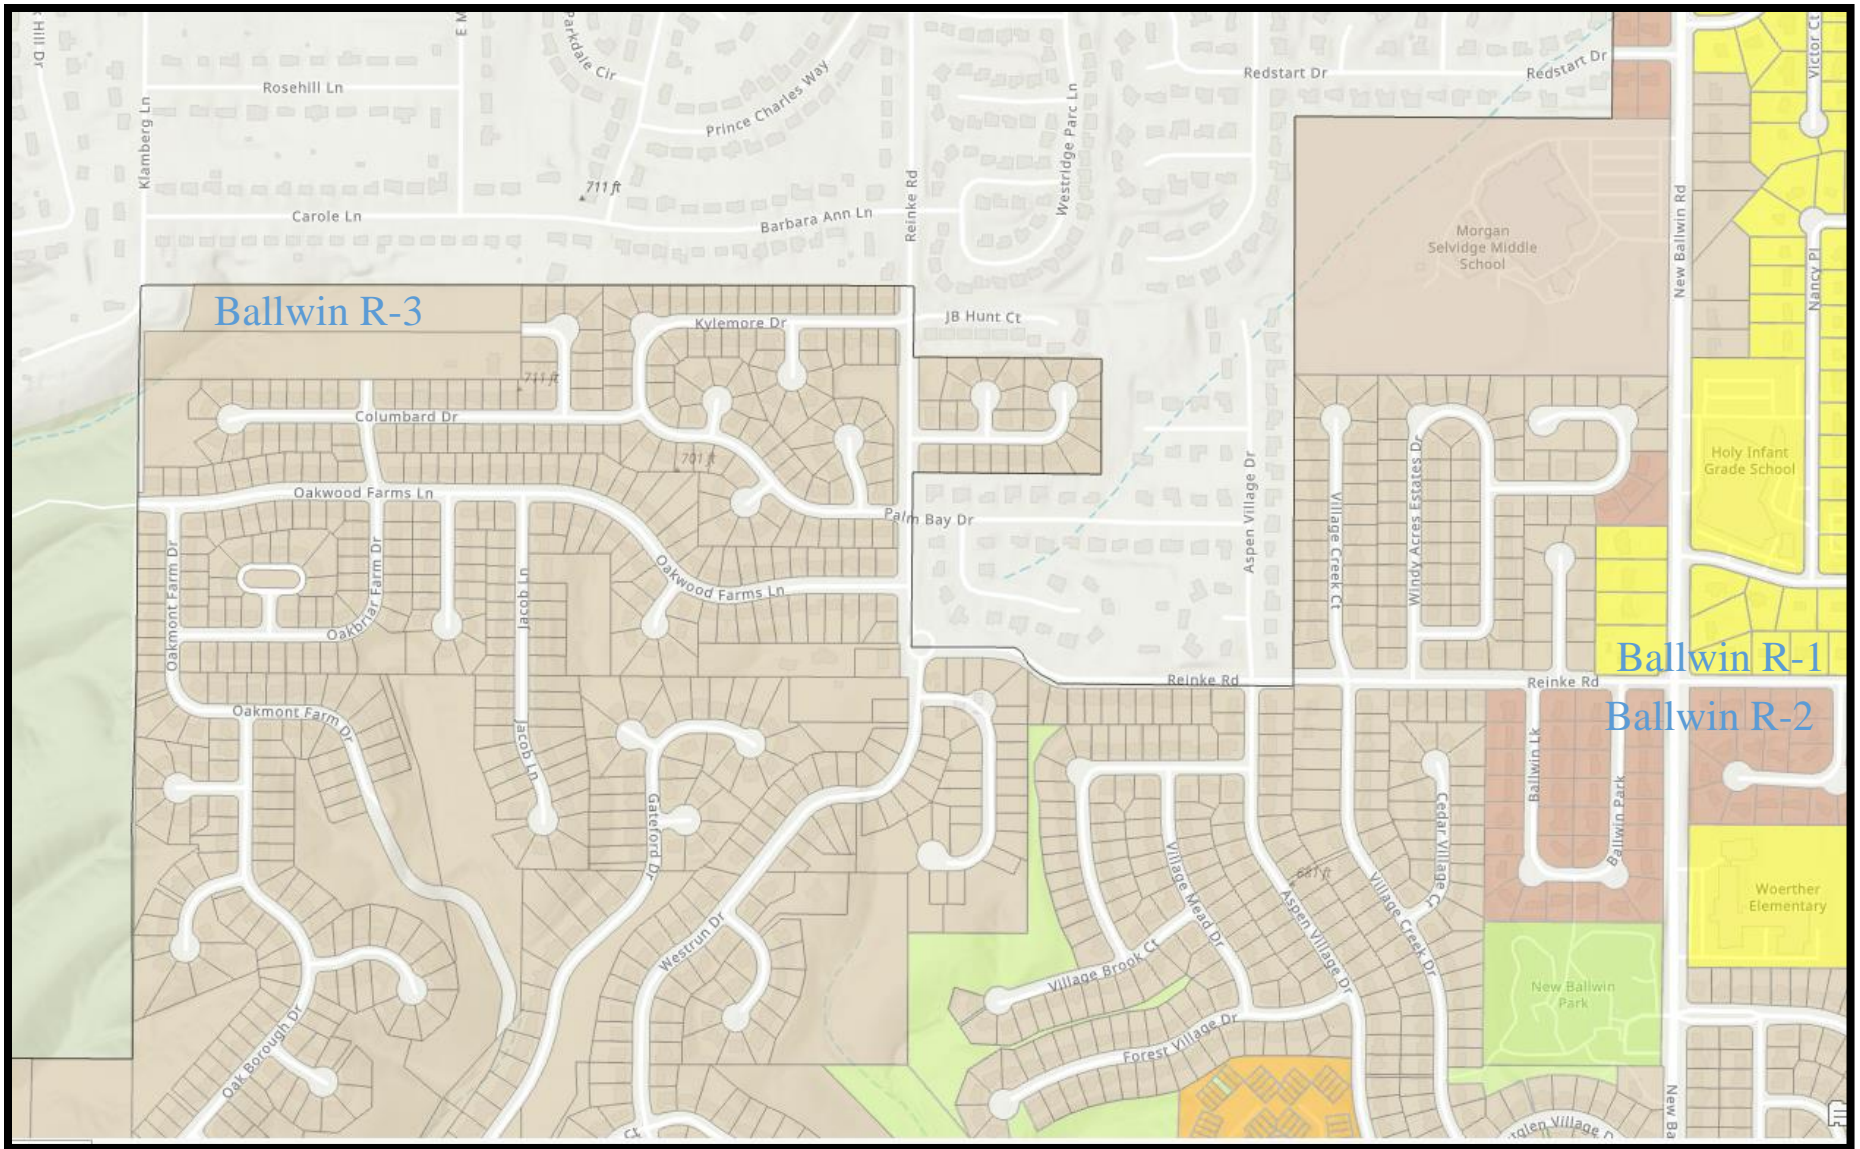 Hill Dr
Klamberg Ln
Rosehill Ln
E M
arkdale Cir
Prince Charles Way
711 ft
Carole Ln
Barbara Ann Ln
Reinke Rd
Westridge Parc Ln
Redstart Dr
Redstart Dr
Victor Ct
New Ballwin Rd
Nancy Pl
Morgan
Selvidge Middle
School
Ballwin R-3
Kylemore Dr
JB Hunt Ct
711 ft
Columbard Dr
701 ft
Oakwood Farms Ln
Palm Bay Dr
Aspen Village Dr
Village Creek Ct
Windy Acres Estates Dr
Holy Infant
Grade School
Oakmont Farm Dr
Oakbriar Farm Dr
Jacob Ln
Oakwood Farms Ln
Ballwin R-1
Reinke Rd
Reinke Rd
Ballwin R-2
Oakmont Farm Dr
Jacob Ln
Gateford Dr
Ballwin Lk
Ballwin Park
Cedar Village Ct
Village Mead Dr
681 ft
Aspen Village Dr
Village Creek Dr
Woerther
Elementary
Westrun Dr
Village Brook Ct
New Ballwin
Park
Oak Borough Dr
Forest Village Dr
New Ba
Ct
tglen Village D